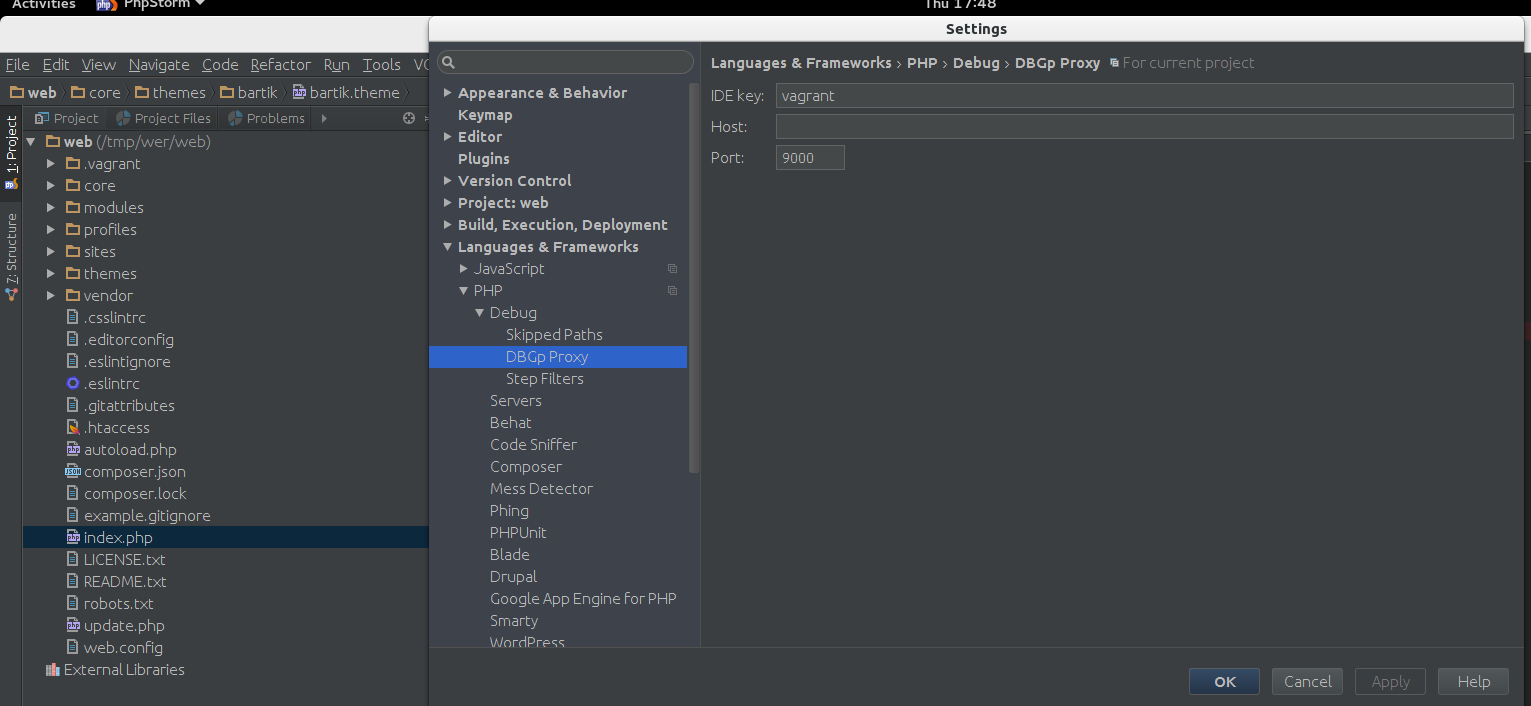 Activities PhpStorm Thu 17:48
Settings
File Edit View Navigate Code Refactor Run Tools
web core themes bartik bartik.theme
Project Project Files Problems
1: Project
7: Structure
web (/tmp/wer/web)
.vagrant
core
modules
profiles
sites
themes
vendor
.csslintrc
.editorconfig
.eslintignore
.eslintrc
.gitattributes
.htaccess
autoload.php
composer.json
composer.lock
example.gitignore
index.php
LICENSE.txt
README.txt
robots.txt
update.php
web.config
External Libraries
Appearance & Behavior
Keymap
Editor
Plugins
Version Control
Project: web
Build, Execution, Deployment
Languages & Frameworks
JavaScript
PHP
Debug
Skipped Paths
DBGp Proxy
Step Filters
Servers
Behat
Code Sniffer
Composer
Mess Detector
Phing
PHPUnit
Blade
Drupal
Google App Engine for PHP
Smarty
WordPress
Languages & Frameworks › PHP › Debug › DBGp Proxy For current project
IDE key: vagrant
Host:
Port: 9000
OK Cancel Apply Help